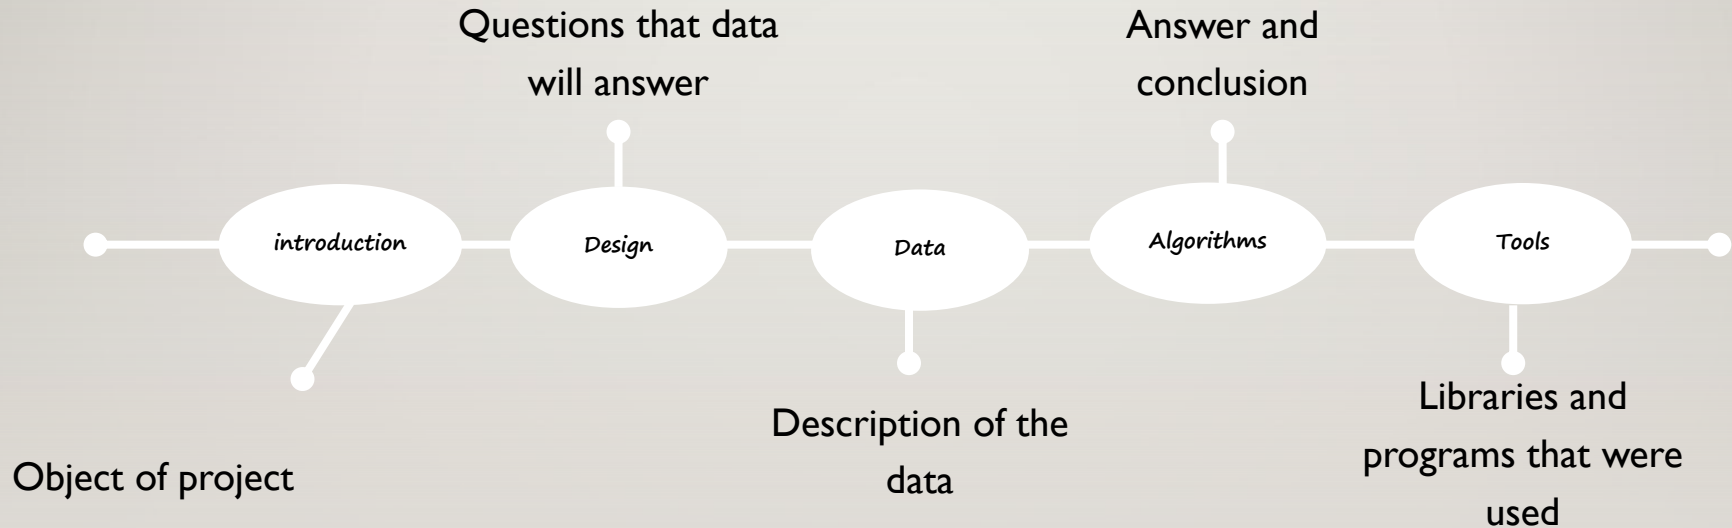 Questions that data
will answer
Answer and
conclusion
introduction
Design
Data
Algorithms
Tools
Object of project
Description of the
data
Libraries and
programs that were
used